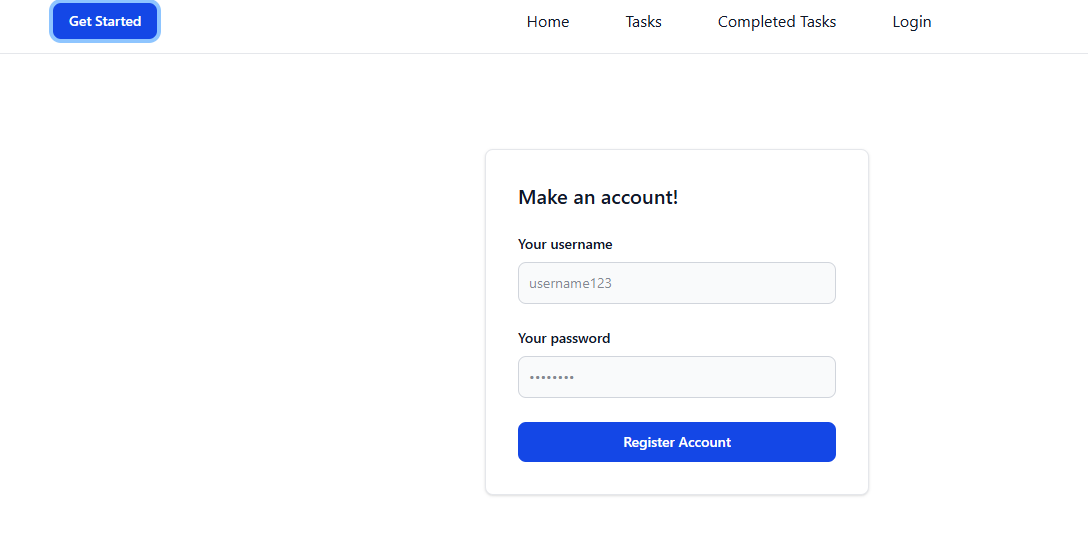 Get Started Home Tasks Completed Tasks Login
Make an account!
Your username
username123
Your password
••••••••
Register Account